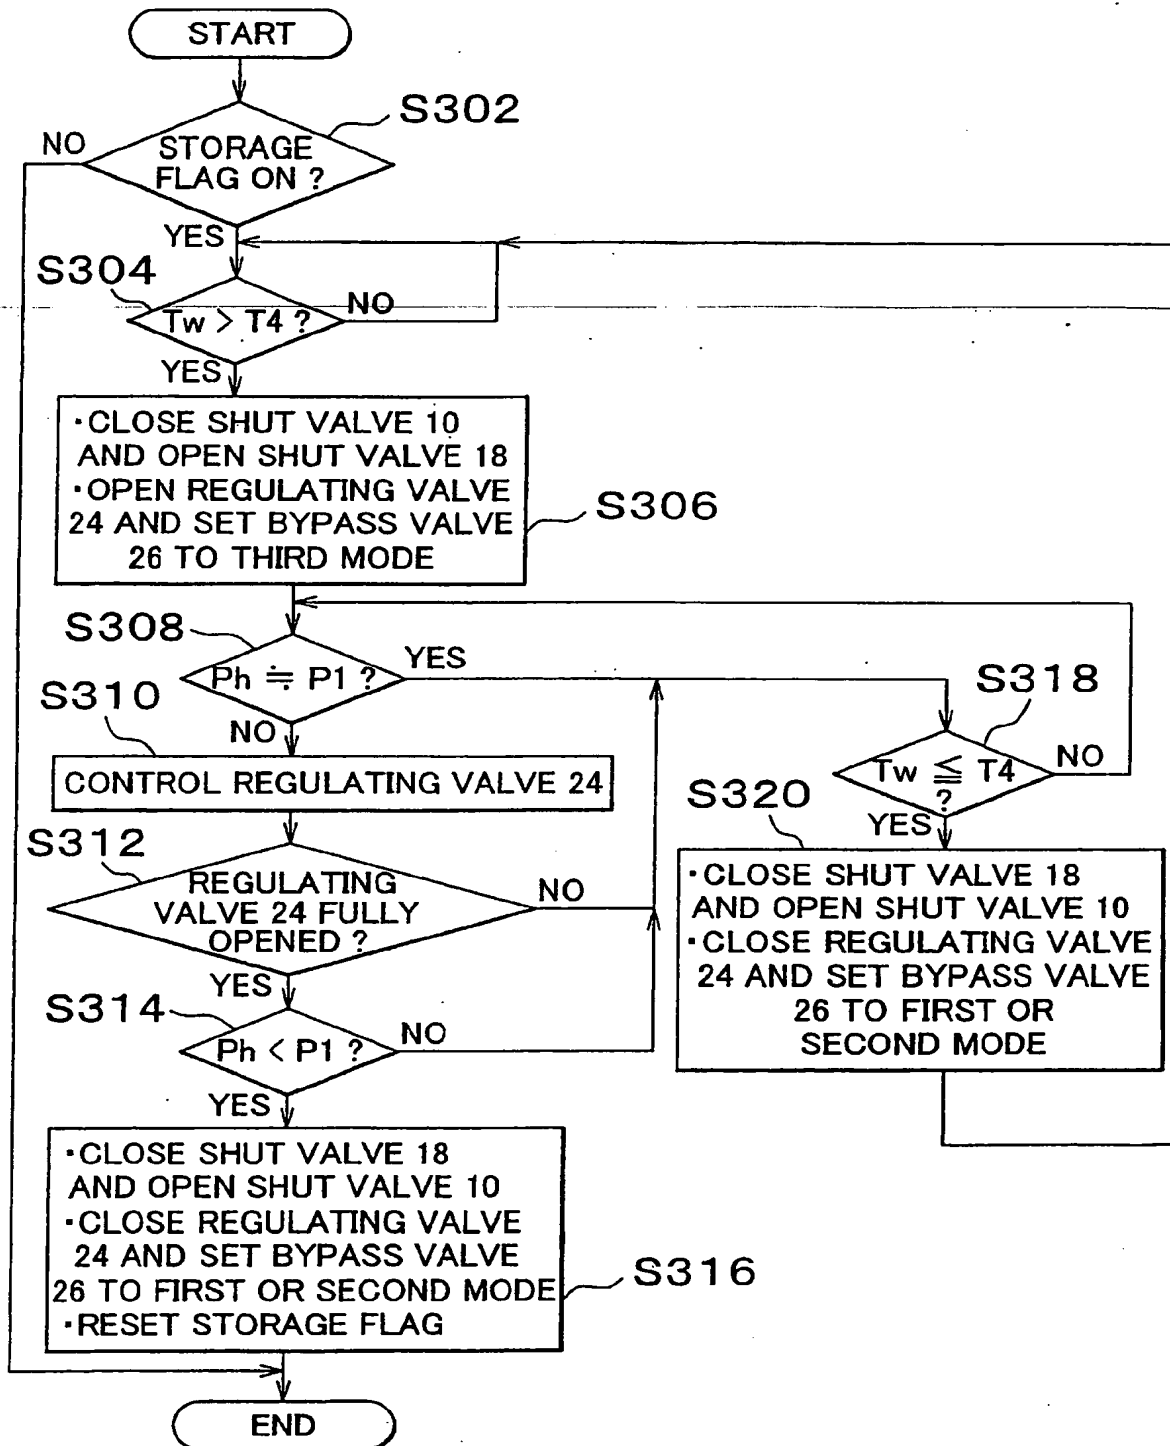 START
S302
NO
STORAGE
FLAG ON ?
YES
S304
NO
Tw > T4 ?
YES
・CLOSE SHUT VALVE 10
AND OPEN SHUT VALVE 18
・OPEN REGULATING VALVE
24 AND SET BYPASS VALVE
26 TO THIRD MODE
S306
S308
YES
Ph ≒ P1 ?
S310
NO
CONTROL REGULATING VALVE 24
S312
REGULATING
VALVE 24 FULLY
OPENED ?
NO
YES
S314
NO
Ph < P1 ?
YES
・CLOSE SHUT VALVE 18
AND OPEN SHUT VALVE 10
・CLOSE REGULATING VALVE
24 AND SET BYPASS VALVE
26 TO FIRST OR SECOND MODE
・RESET STORAGE FLAG
S316
S318
Tw ≦ T4
?
NO
S320
YES
・CLOSE SHUT VALVE 18
AND OPEN SHUT VALVE 10
・CLOSE REGULATING VALVE
24 AND SET BYPASS VALVE
26 TO FIRST OR
SECOND MODE
END